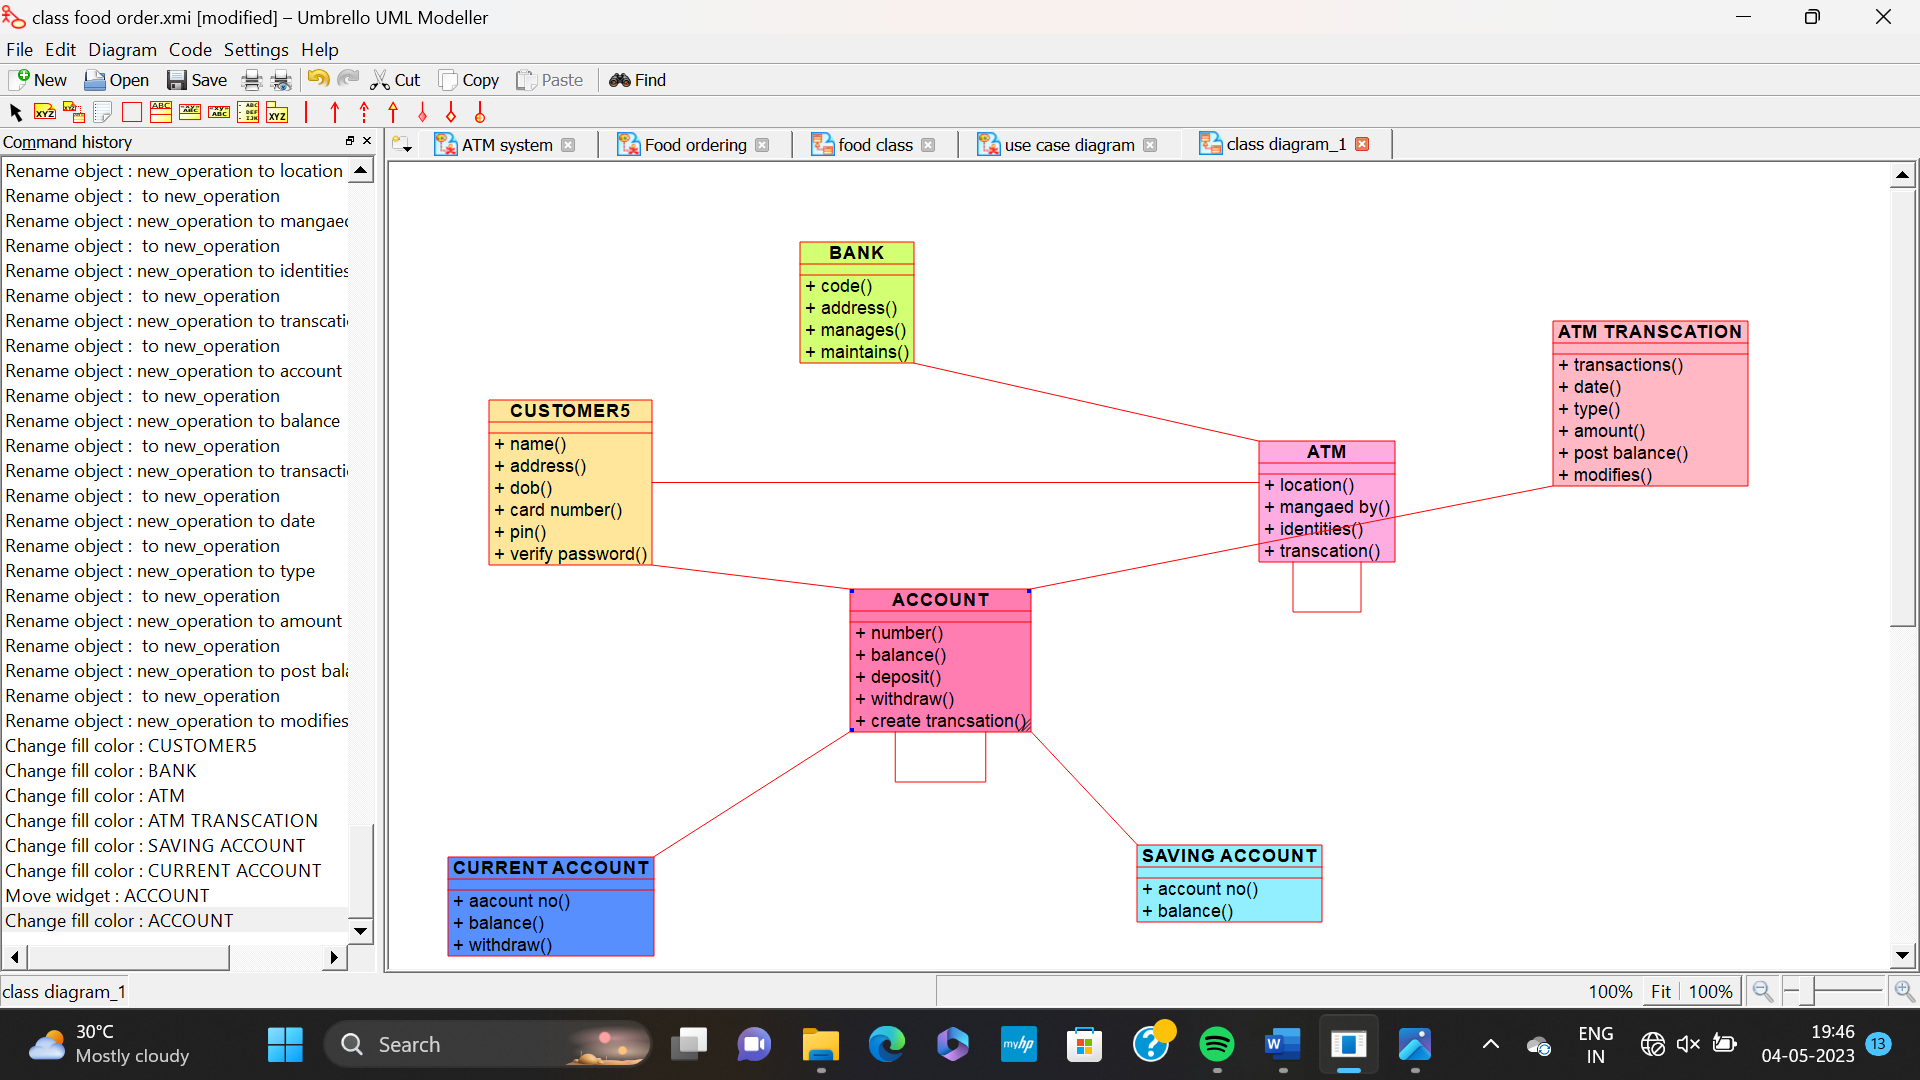 class food order.xmi [modified] – Umbrello UML Modeller
File Edit Diagram Code Settings Help
New Open Save Cut Copy Paste Find
Command history
ATM system
Food ordering
food class
use case diagram
class diagram_1
Rename object : new_operation to location
Rename object :  to new_operation
Rename object : new_operation to mangaed
Rename object :  to new_operation
Rename object : new_operation to identities
Rename object :  to new_operation
Rename object : new_operation to transcati
Rename object :  to new_operation
Rename object : new_operation to account
Rename object :  to new_operation
Rename object : new_operation to balance
Rename object :  to new_operation
Rename object : new_operation to transacti
Rename object :  to new_operation
Rename object : new_operation to date
Rename object :  to new_operation
Rename object : new_operation to type
Rename object :  to new_operation
Rename object : new_operation to amount
Rename object :  to new_operation
Rename object : new_operation to post bala
Rename object :  to new_operation
Rename object : new_operation to modifies
Change fill color : CUSTOMER5
Change fill color : BANK
Change fill color : ATM
Change fill color : ATM TRANSCATION
Change fill color : SAVING ACCOUNT
Change fill color : CURRENT ACCOUNT
Move widget : ACCOUNT
Change fill color : ACCOUNT
BANK
+ code()
+ address()
+ manages()
+ maintains()
ATM TRANSCATION
+ transactions()
+ date()
+ type()
+ amount()
+ post balance()
+ modifies()
CUSTOMER5
+ name()
+ address()
+ dob()
+ card number()
+ pin()
+ verify password()
ATM
+ location()
+ mangaed by()
+ identities()
+ transcation()
ACCOUNT
+ number()
+ balance()
+ deposit()
+ withdraw()
+ create trancsation()
CURRENT ACCOUNT
+ aacount no()
+ balance()
+ withdraw()
SAVING ACCOUNT
+ account no()
+ balance()
class diagram_1
100% Fit 100%
30°C
Mostly cloudy
Search
myhp
ENG
IN
19:46
04-05-2023
13